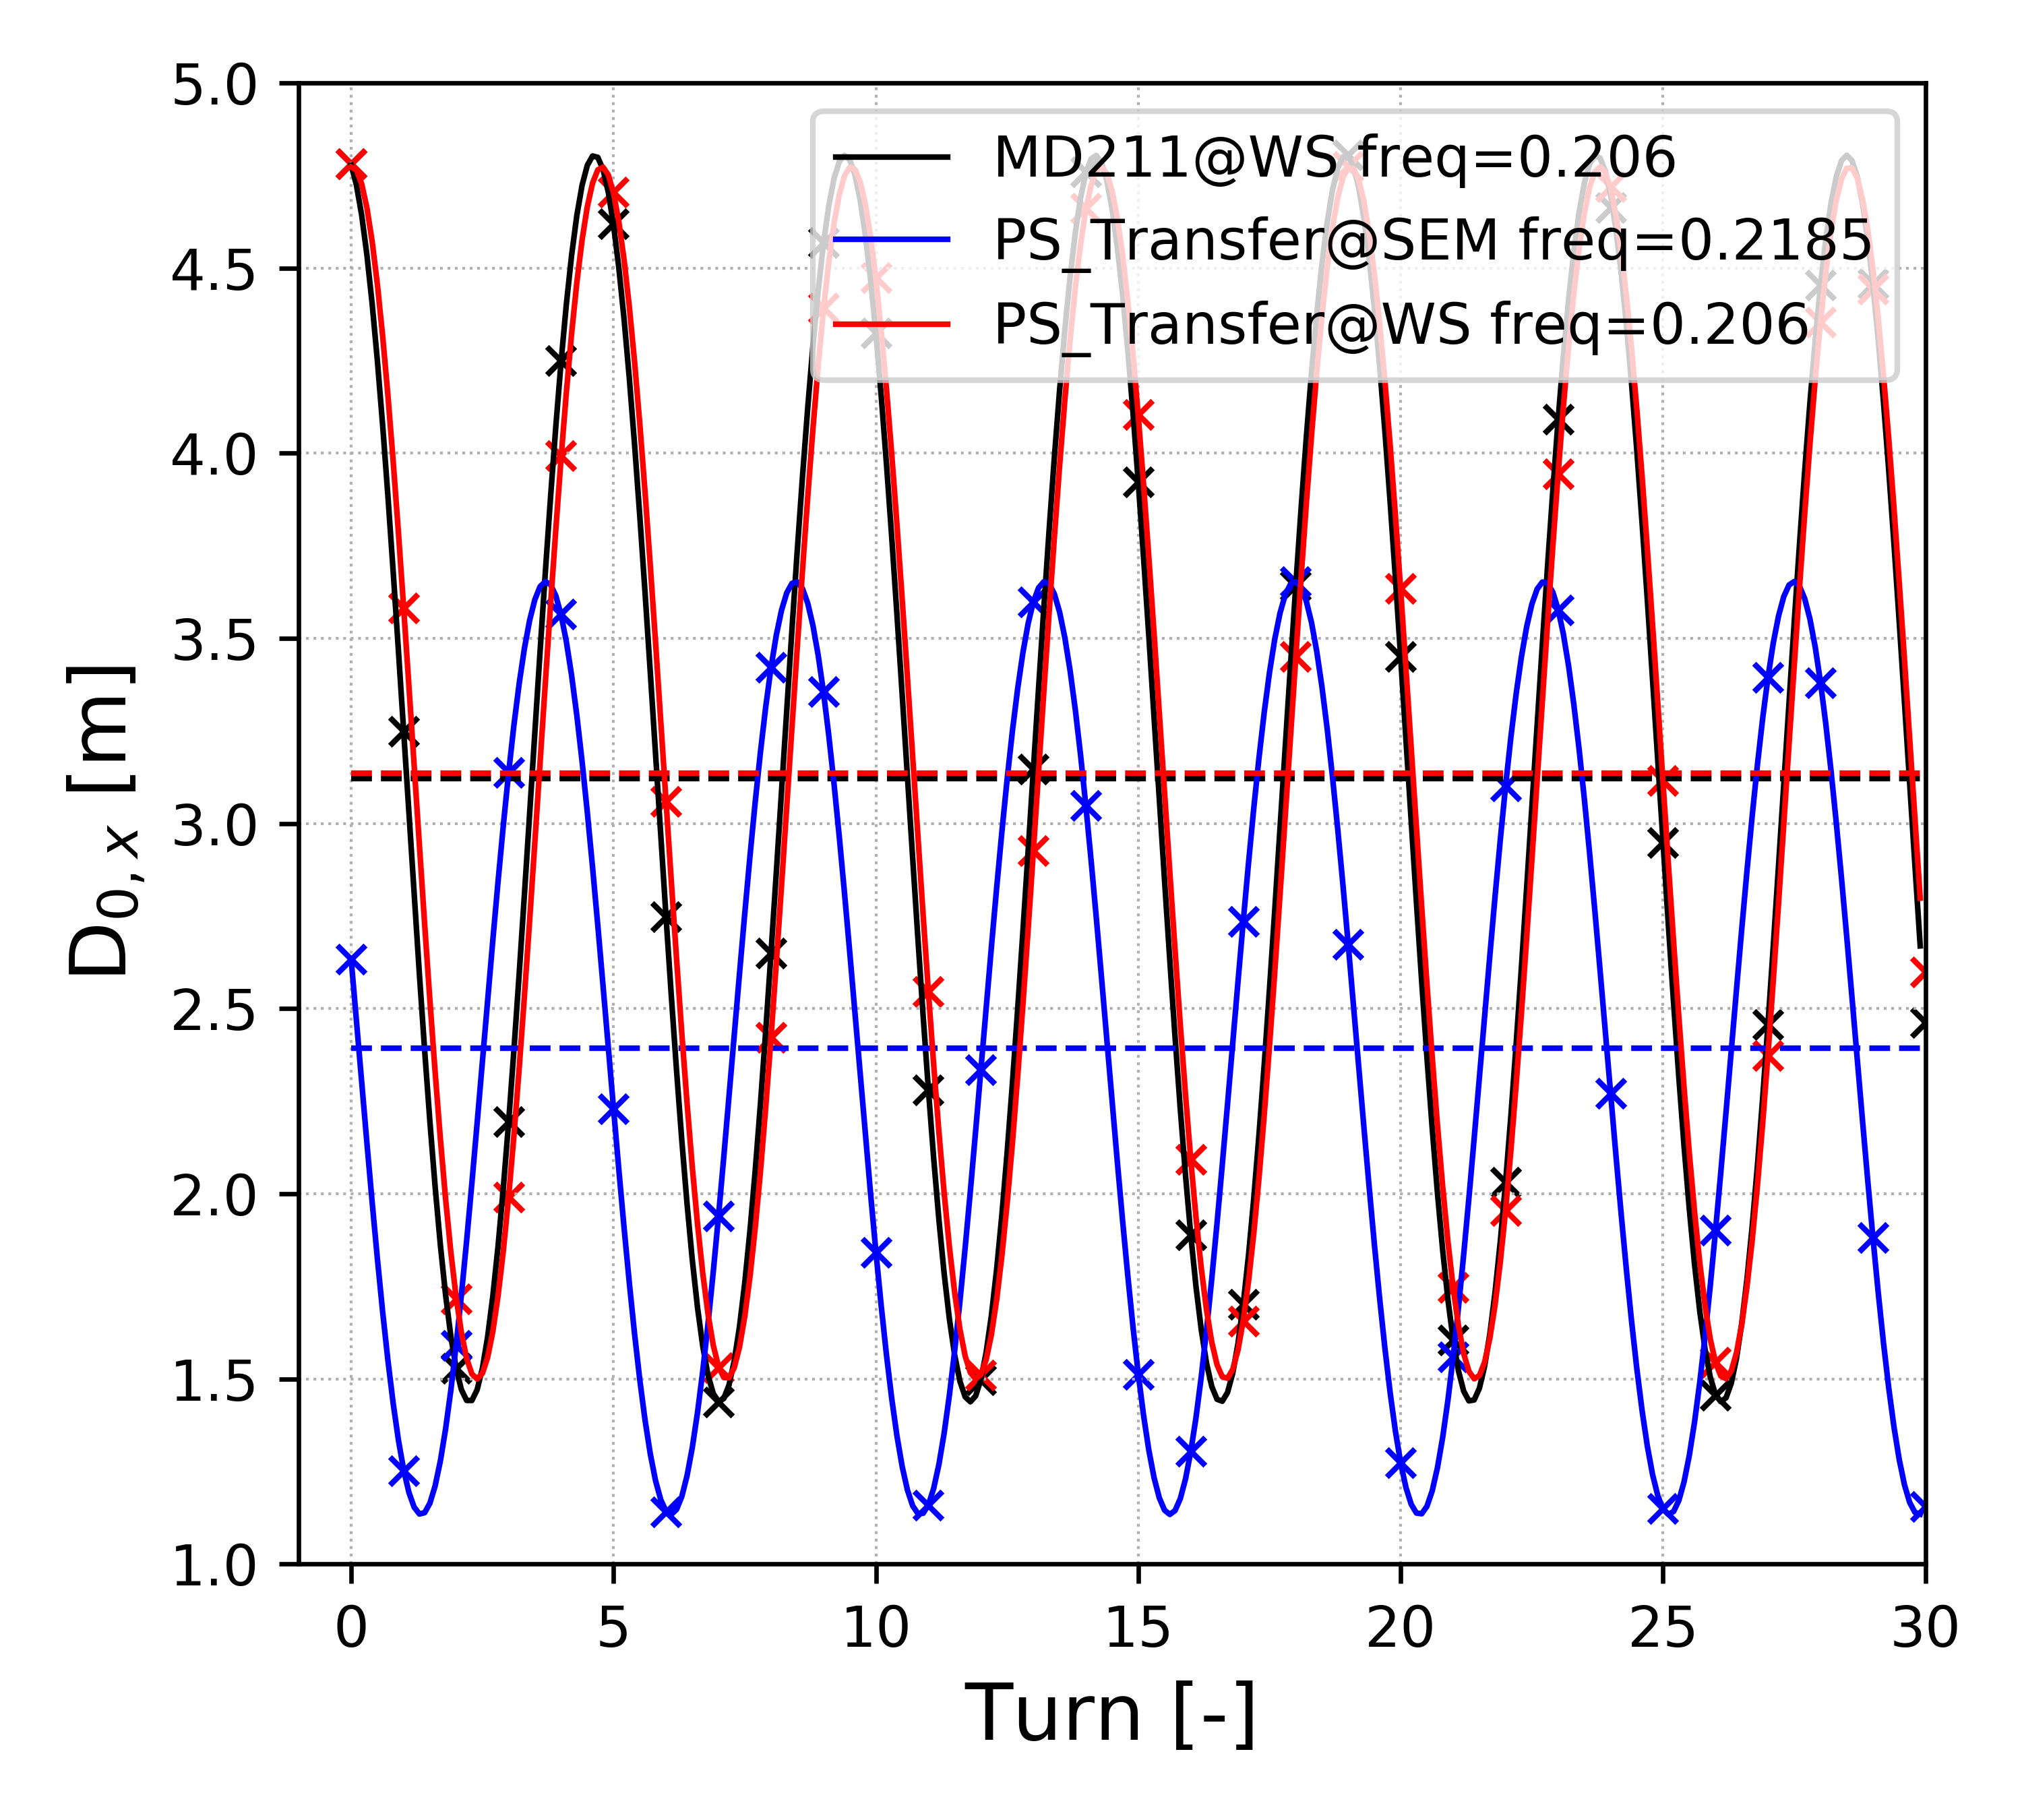 5.0
4.5
4.0
3.5
3.0
2.5
2.0
1.5
1.0
D0,x [m]
MD211@WS freq=0.206
PS_Transfer@SEM freq=0.2185
PS_Transfer@WS freq=0.206
0 5 10 15 20 25 30
Turn [-]